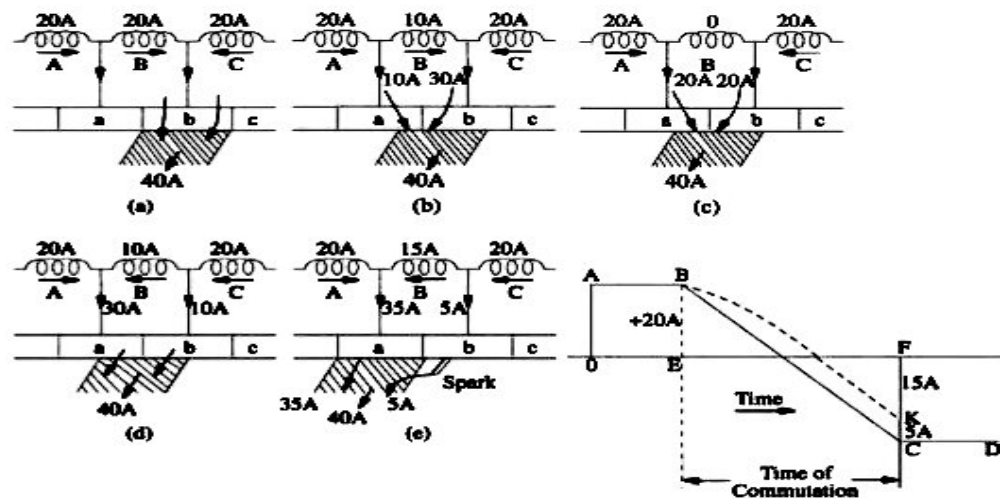 20A 20A 20A
A B C
a b c
40A
(a)
20A 10A 20A
A B C
10A 30A
a b c
40A
(b)
20A 0 20A
A B C
20A 20A
a b c
40A
(c)
20A 10A 20A
A B C
30A 10A
a b c
40A
(d)
20A 15A 20A
A B C
35A 5A
a b c
Spark
35A 40A 5A
(e)
A B
+20A
0 E F
15A
Time
K
5A
C D
Time of
Commutation